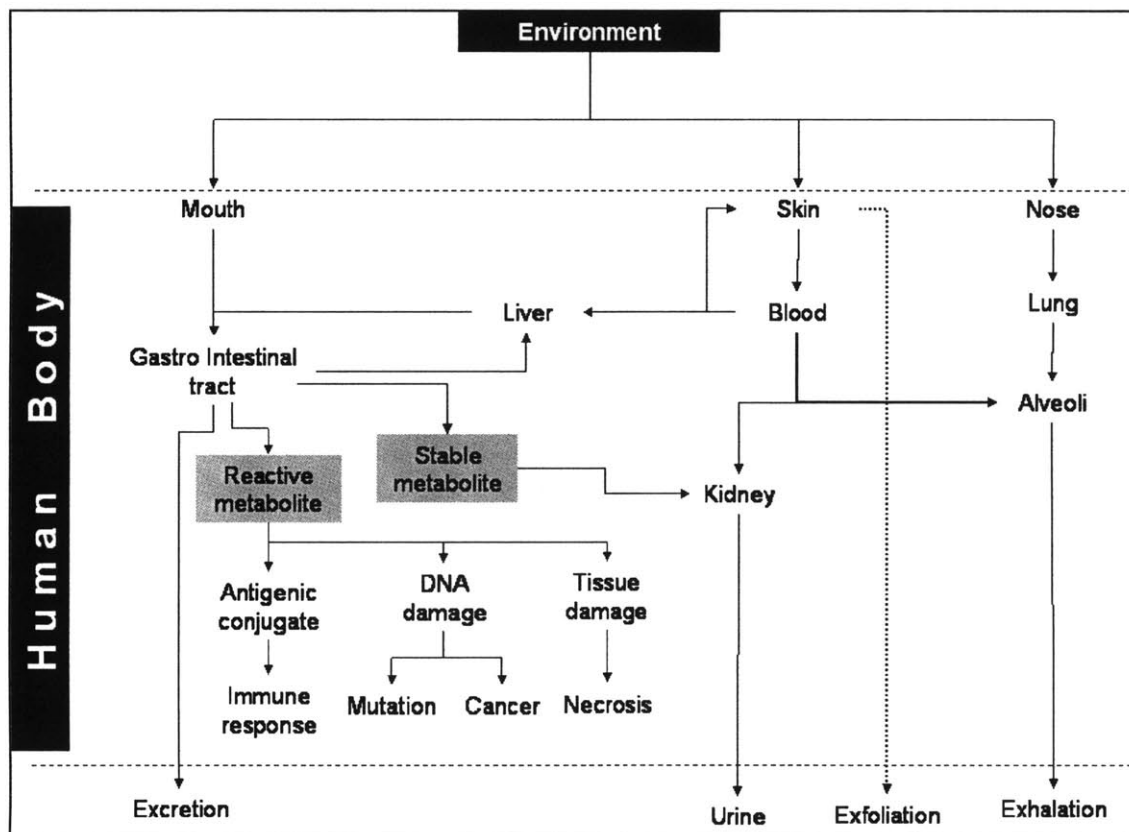 Environment
Human Body
Mouth
Skin
Nose
Liver
Blood
Lung
Gastro Intestinal
tract
Alveoli
Stable
metabolite
Reactive
metabolite
Kidney
Antigenic
conjugate
DNA
damage
Tissue
damage
Immune
response
Mutation
Cancer
Necrosis
Excretion
Urine
Exfoliation
Exhalation